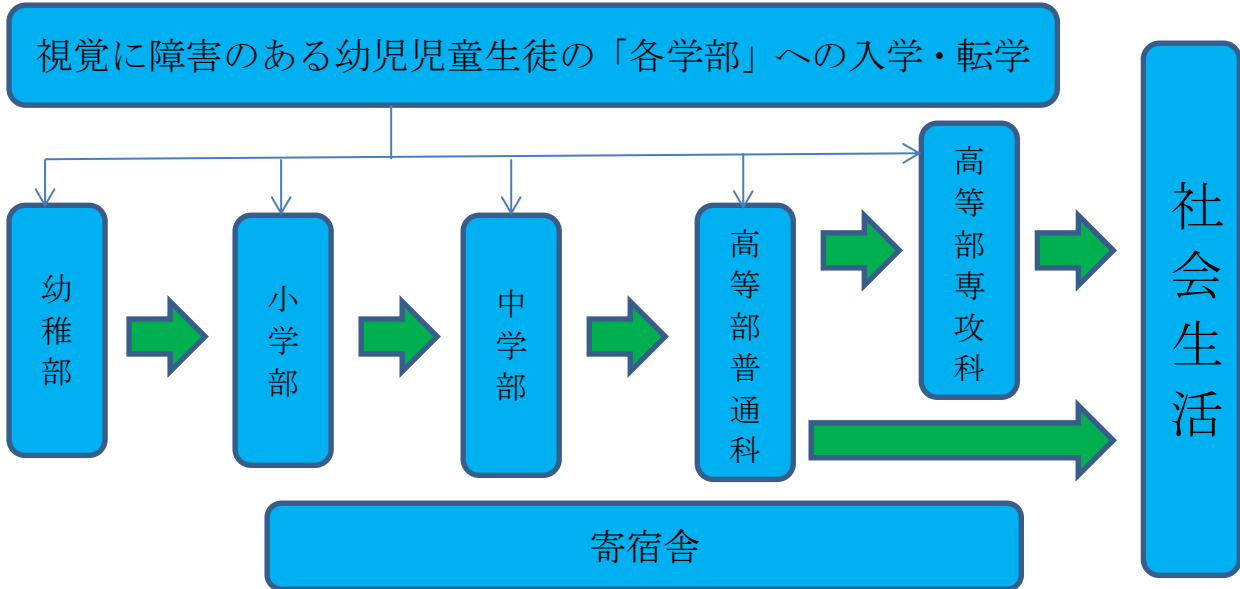 視覚に障害のある幼児児童生徒の「各学部」への入学・転学
幼稚部
小学部
中学部
高等部普通科
高等部専攻科
社会生活
寄宿舎